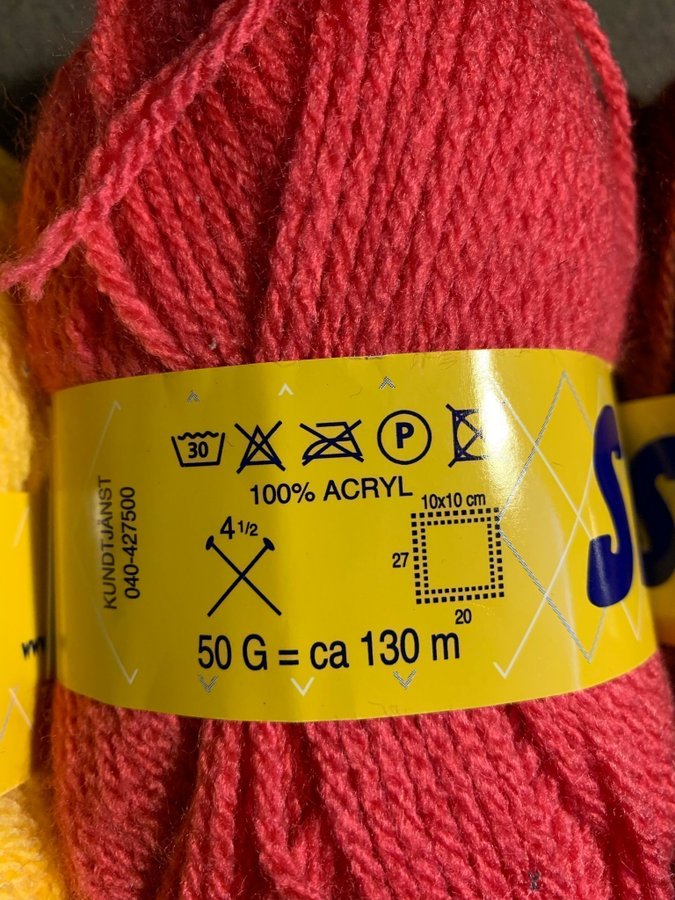 30
P
100% ACRYL
KUNDTJÄNST
040-427500
4 1/2
10x10 cm
27
20
50 G = ca 130 m
S
S